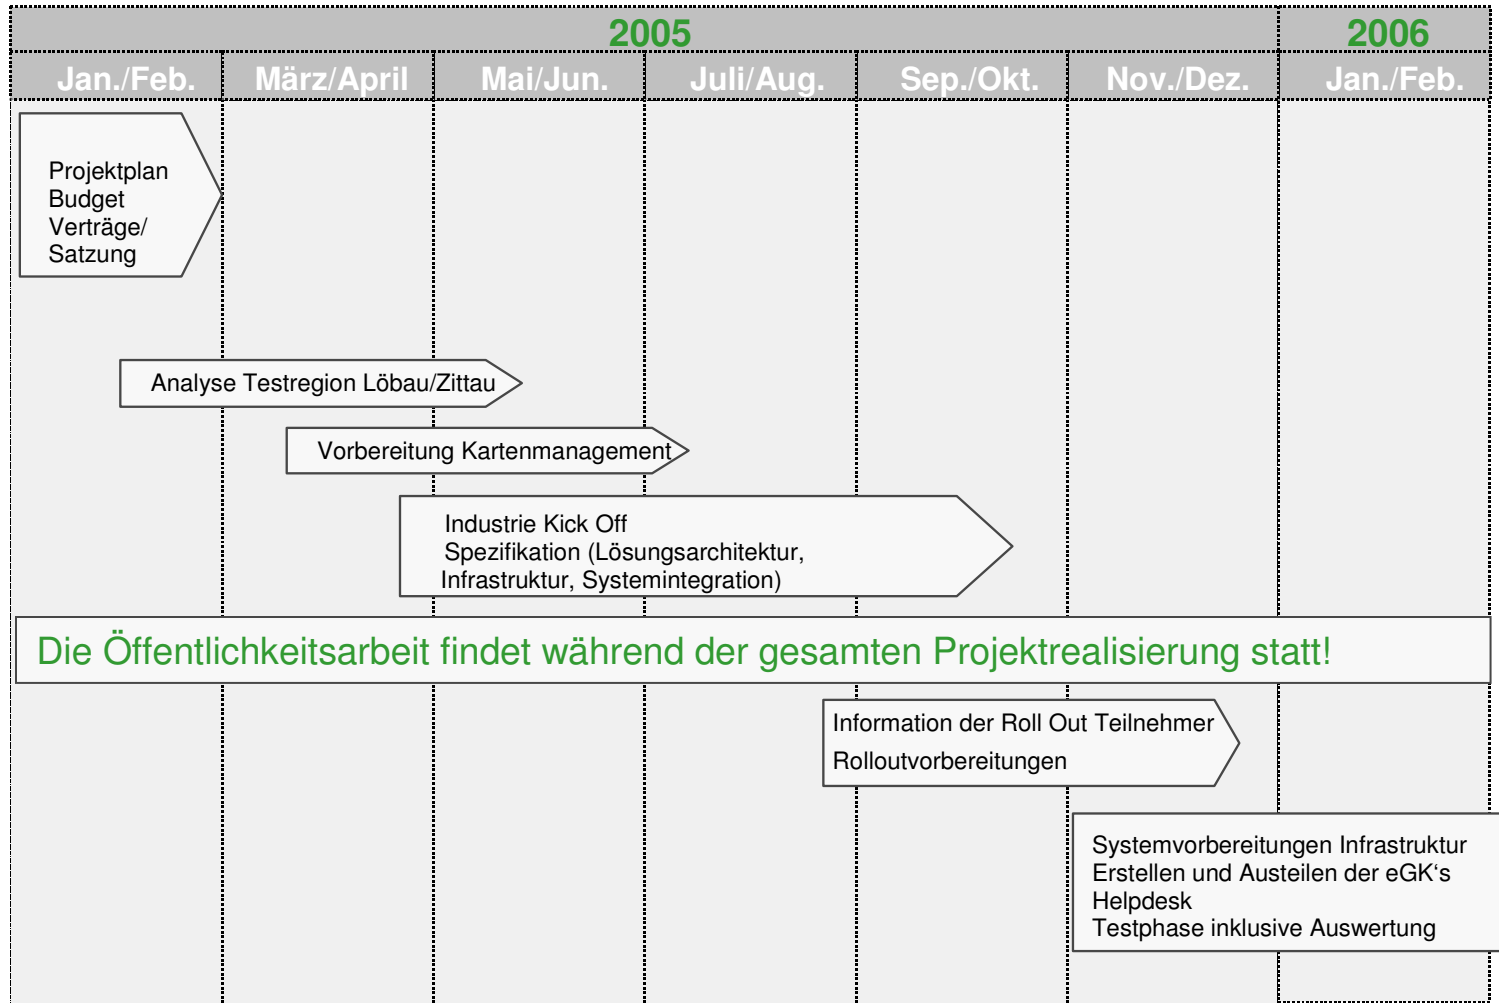 2005
2006
Jan./Feb.
März/April
Mai/Jun.
Juli/Aug.
Sep./Okt.
Nov./Dez.
Jan./Feb.
Projektplan
Budget
Verträge/
Satzung
Analyse Testregion Löbau/Zittau
Vorbereitung Kartenmanagement
Industrie Kick Off
Spezifikation (Lösungsarchitektur,
Infrastruktur, Systemintegration)
Die Öffentlichkeitsarbeit findet während der gesamten Projektrealisierung statt!
Information der Roll Out Teilnehmer
Rolloutvorbereitungen
Systemvorbereitungen Infrastruktur
Erstellen und Austeilen der eGK‘s
Helpdesk
Testphase inklusive Auswertung